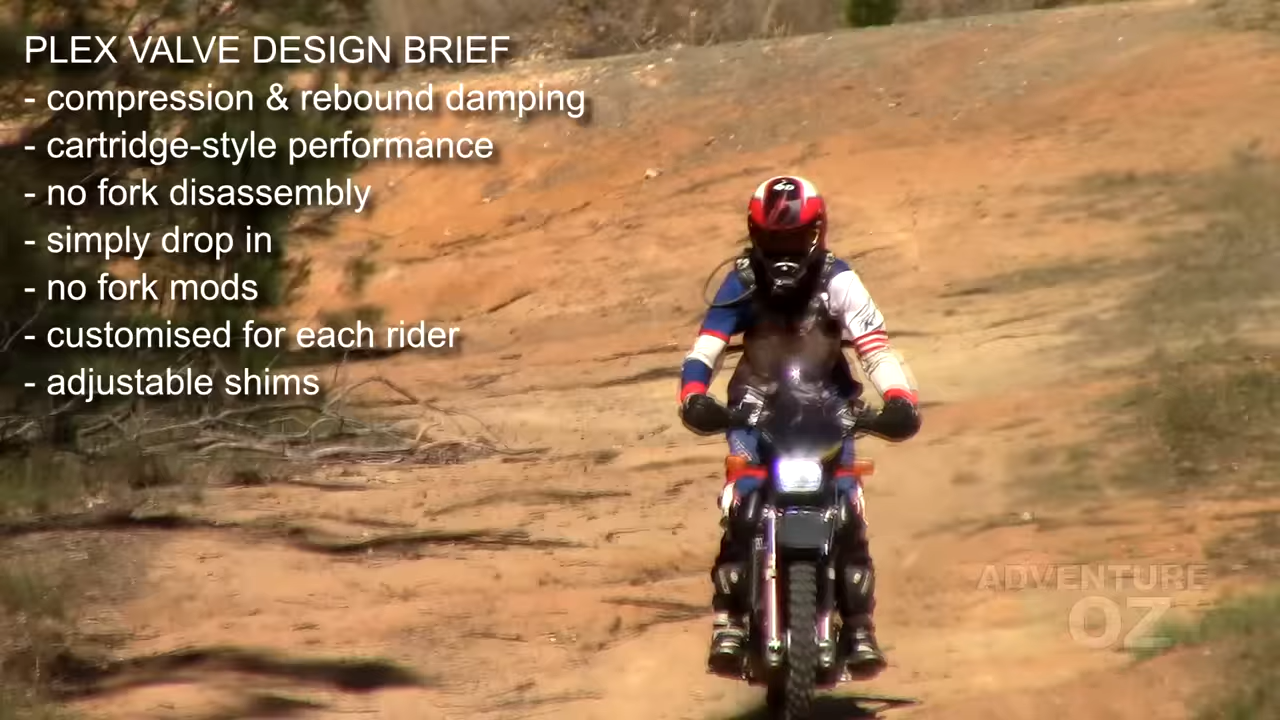 PLEX VALVE DESIGN BRIEF
- compression & rebound damping
- cartridge-style performance
- no fork disassembly
- simply drop in
- no fork mods
- customised for each rider
- adjustable shims
ADVENTURE
OZ